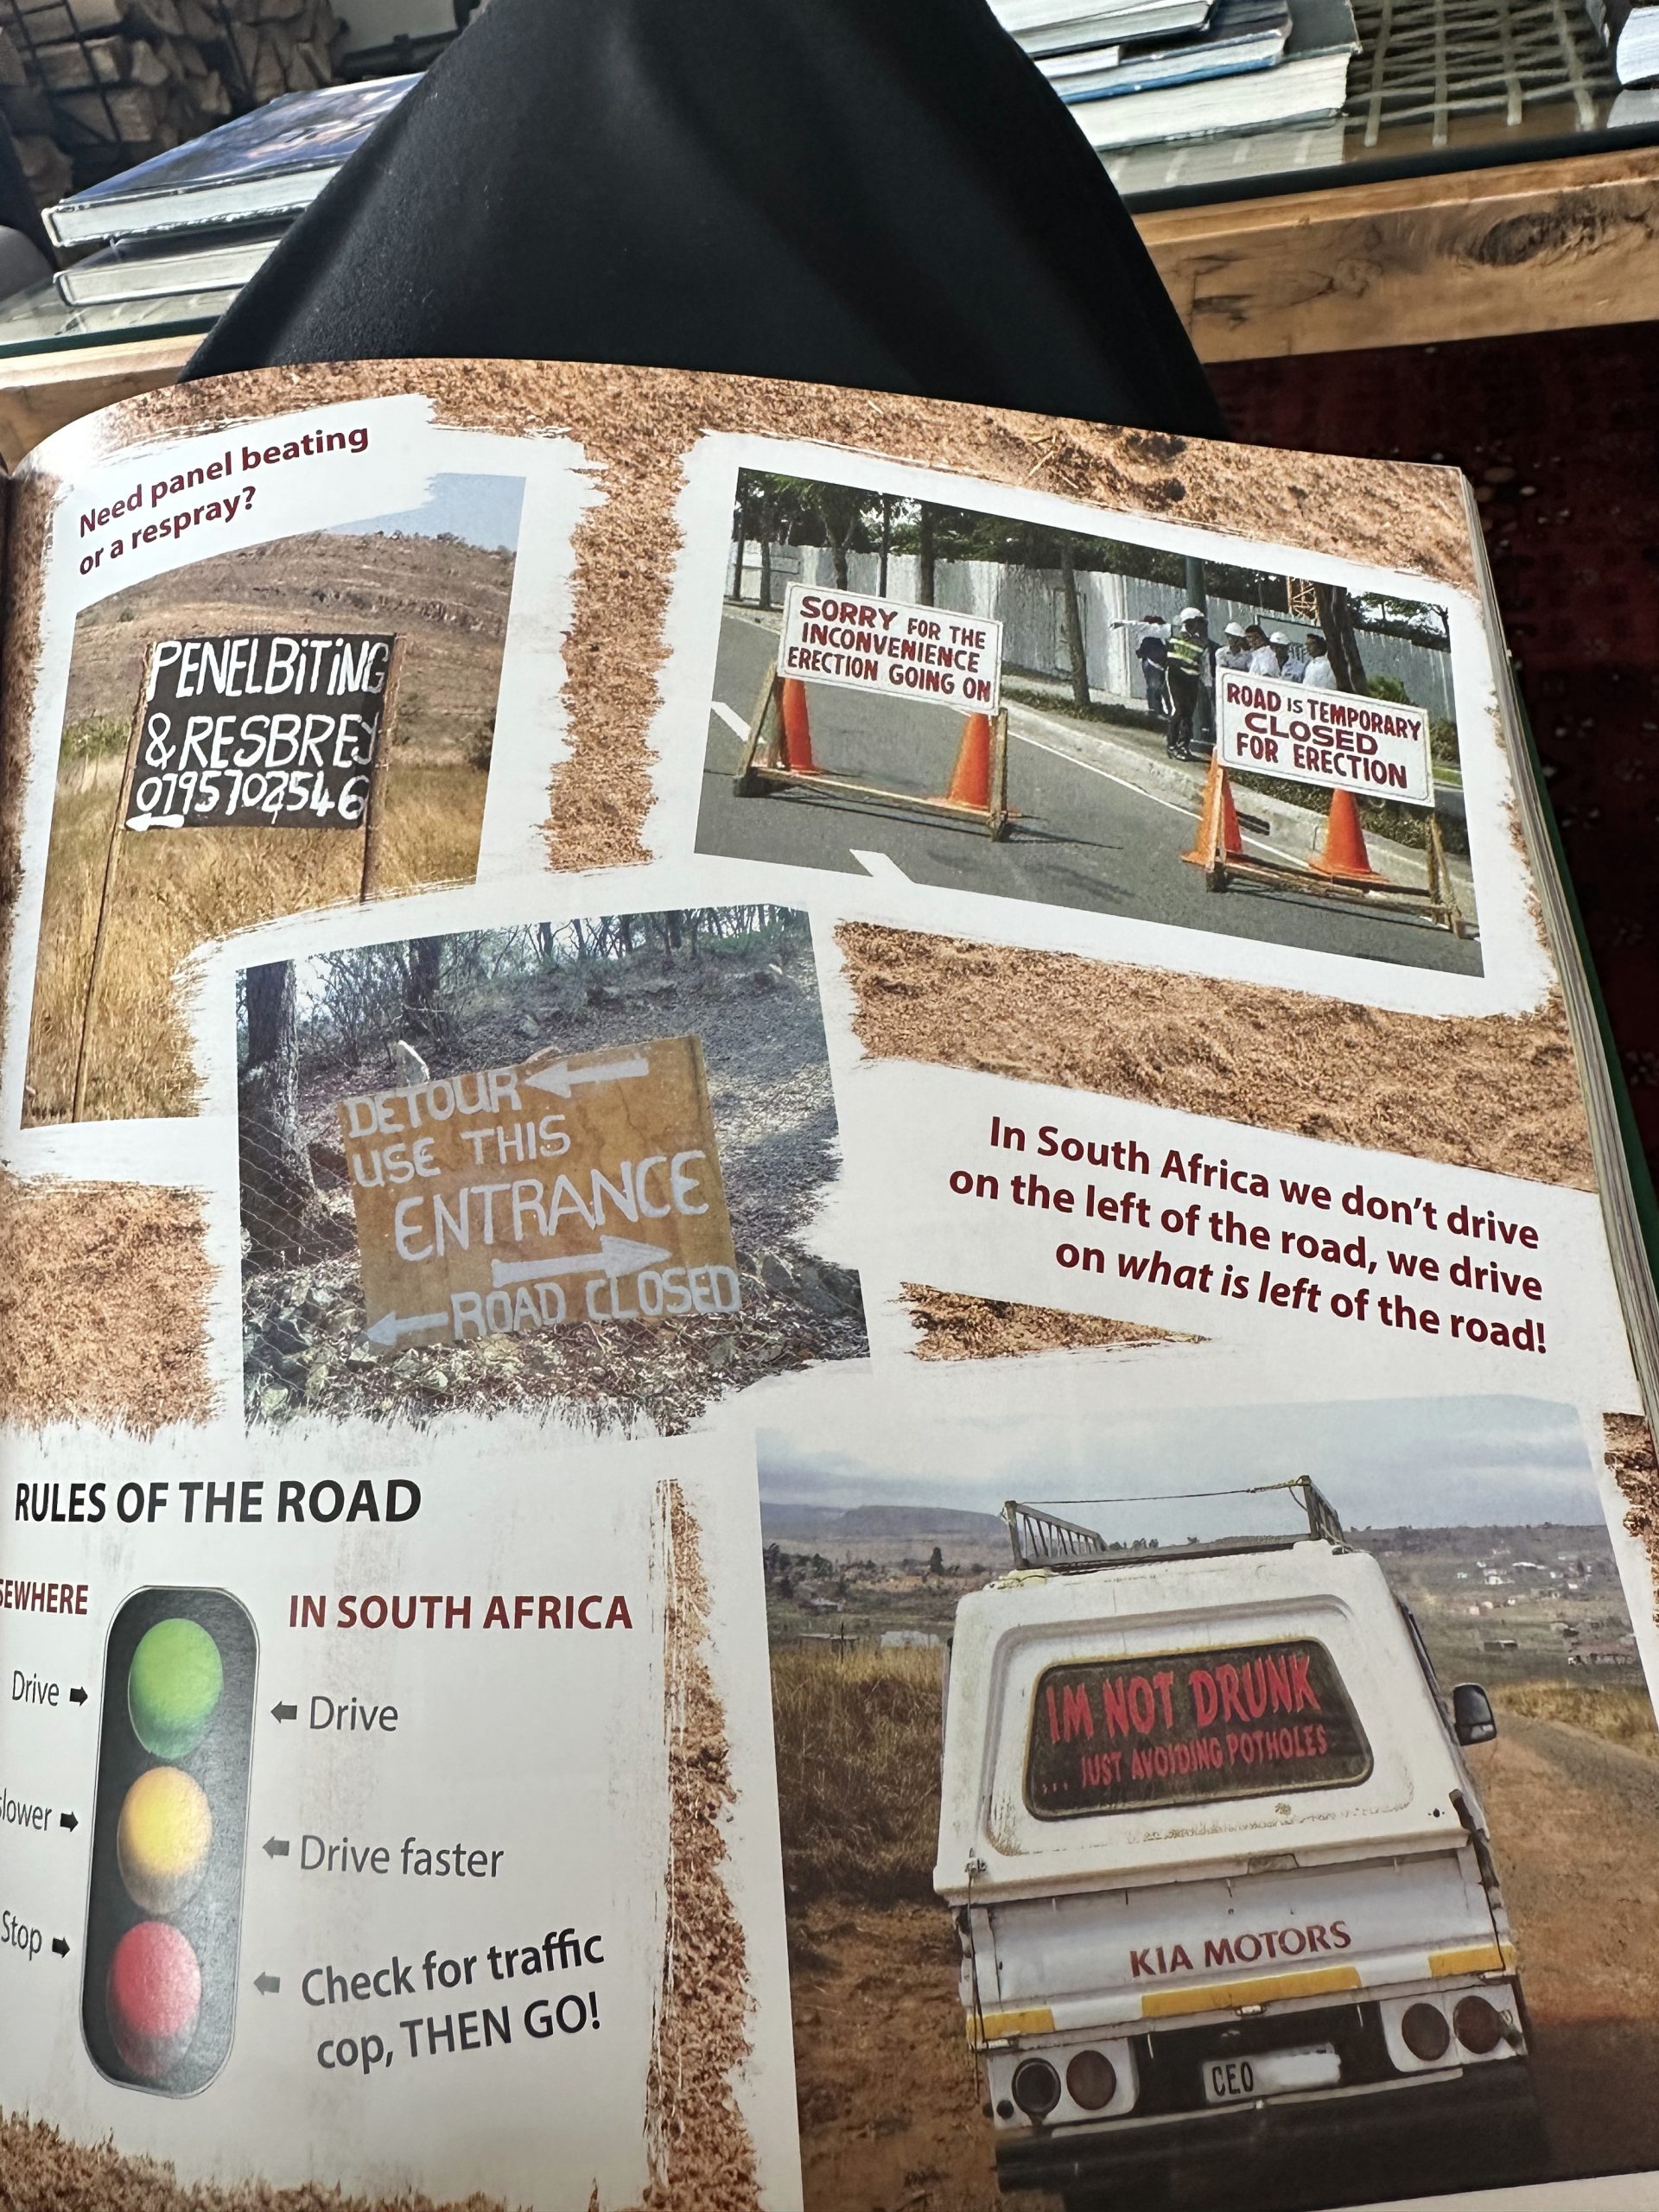 Need panel beating
or a respray?
PENELBiTiNG
& RESBREY
0795702546
SORRY FOR THE
INCONVENIENCE
ERECTION GOING ON
ROAD iS TEMPORARY
CLOSED
FOR ERECTION
DETOUR
USE THIS
ENTRANCE
ROAD CLOSED
In South Africa we don't drive
on the left of the road, we drive
on what is left of the road!
RULES OF THE ROAD
IN SOUTH AFRICA
Drive
Drive
Drive faster
Stop
Check for traffic
cop, THEN GO!
IM NOT DRUNK
... JUST AVOIDING POTHOLES
KIA MOTORS
CEO